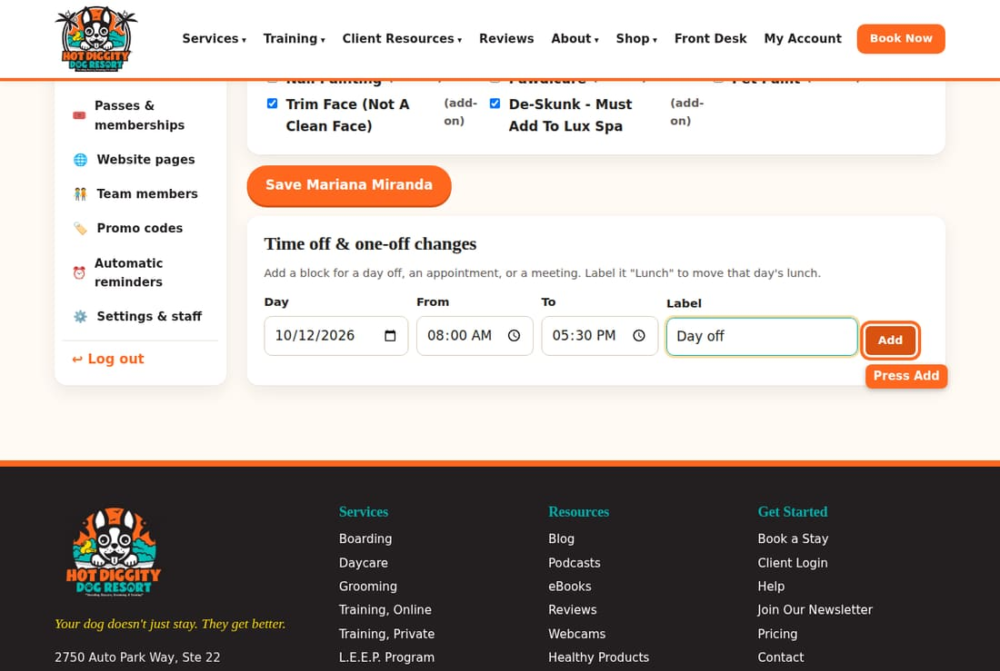 HOT DIGGITY
DOG RESORT
Services ▾
Training ▾
Client Resources ▾
Reviews
About ▾
Shop ▾
Front Desk
My Account
Book Now
Passes &
memberships
Website pages
Team members
Promo codes
Automatic
reminders
Settings & staff
↩ Log out
Trim Face (Not A
Clean Face)
(add-
on)
De-Skunk - Must
Add To Lux Spa
(add-
on)
Save Mariana Miranda
Time off & one-off changes
Add a block for a day off, an appointment, or a meeting. Label it "Lunch" to move that day's lunch.
Day
From
To
Label
10/12/2026
08:00 AM
05:30 PM
Day off
Add
Press Add
HOT DIGGITY
DOG RESORT
Your dog doesn't just stay. They get better.
2750 Auto Park Way, Ste 22
Services
Boarding
Daycare
Grooming
Training, Online
Training, Private
L.E.E.P. Program
Resources
Blog
Podcasts
eBooks
Reviews
Webcams
Healthy Products
Get Started
Book a Stay
Client Login
Help
Join Our Newsletter
Pricing
Contact